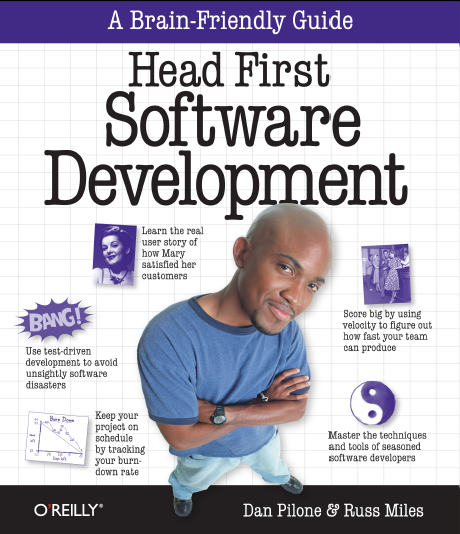 A Brain-Friendly Guide
Head First
Software
Development
Learn the real
user story of
how Mary
satisfied her
customers
BANG!
Use test-driven
development to avoid
unsightly software
disasters
Score big by using
velocity to figure out
how fast your team
can produce
Burn Down
Keep your
project on
schedule
by tracking
your burn-
down rate
Master the techniques
and tools of seasoned
software developers
O'REILLY®
Dan Pilone & Russ Miles